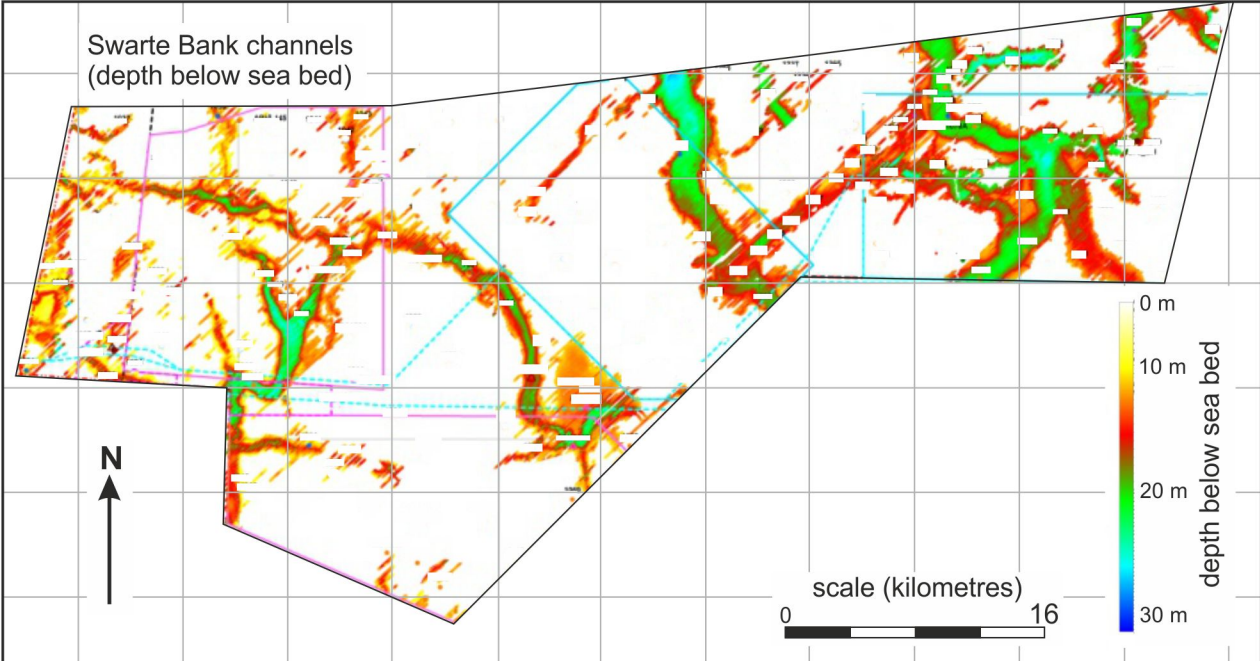 Swarte Bank channels
(depth below sea bed)
N
0 m
10 m
20 m
30 m
depth below sea bed
scale (kilometres)
0 16